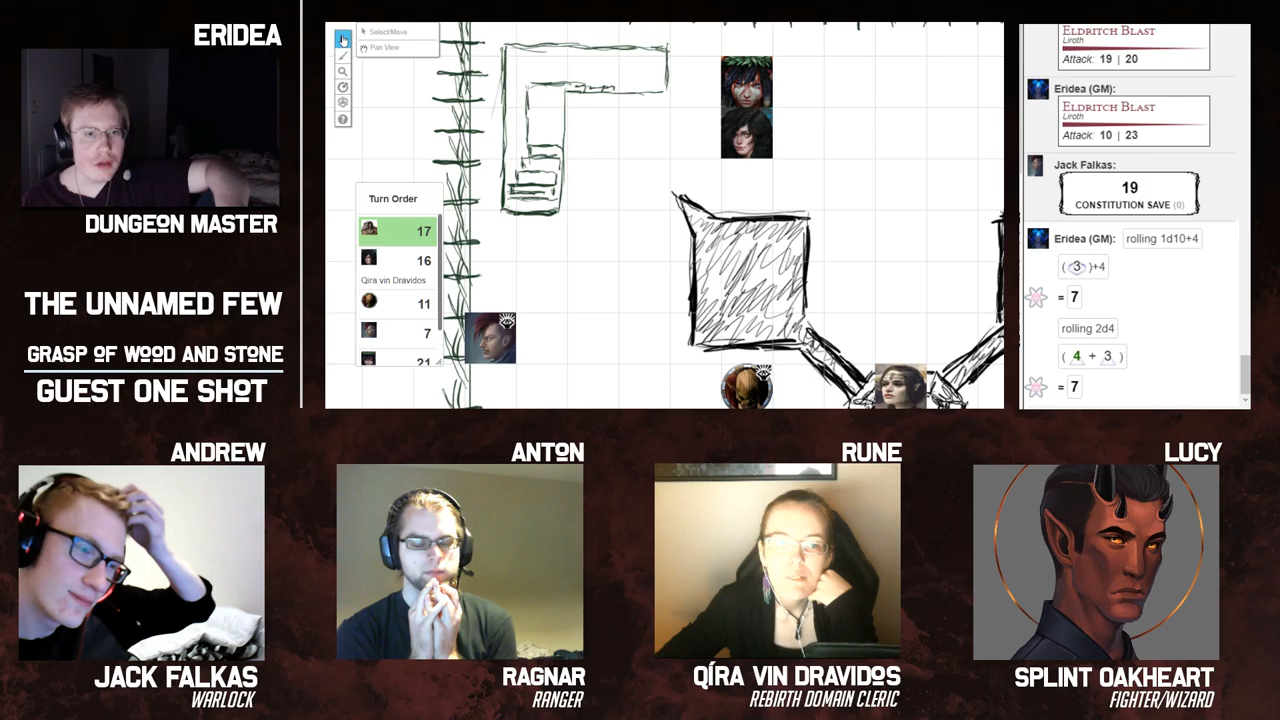 ERIDEA
DUNGEON MASTER
THE UNNAMED FEW
GRASP OF WOOD AND STONE
GUEST ONE SHOT
Select/Move
Pan View
Turn Order
17
16
Qira vin Dravidos
11
7
21
ELDRITCH BLAST
Liroth
Attack: 19 | 20
Eridea (GM):
ELDRITCH BLAST
Liroth
Attack: 10 | 23
Jack Falkas:
19
CONSTITUTION SAVE (0)
Eridea (GM): rolling 1d10+4
(3)+4
= 7
rolling 2d4
(4 + 3)
= 7
ANDREW
JACK FALKAS
WARLOCK
ANTON
RAGNAR
RANGER
RUNE
QÍRA VIN DRAVIDOS
REBIRTH DOMAIN CLERIC
LUCY
SPLINT OAKHEART
FIGHTER/WIZARD